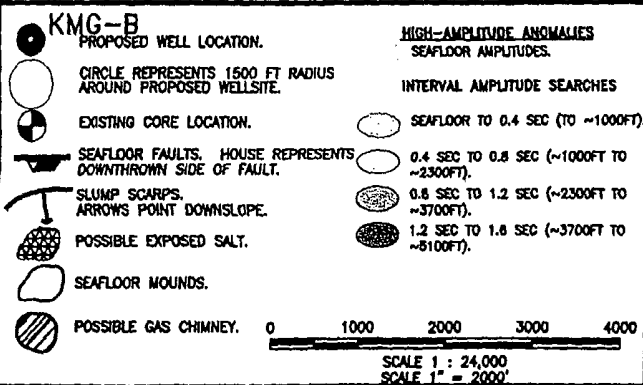 KMG-B
PROPOSED WELL LOCATION.
CIRCLE REPRESENTS 1500 FT RADIUS
AROUND PROPOSED WELLSITE.
EXISTING CORE LOCATION.
SEAFLOOR FAULTS. HOUSE REPRESENTS
DOWNTHROWN SIDE OF FAULT.
SLUMP SCARPS.
ARROWS POINT DOWNSLOPE.
POSSIBLE EXPOSED SALT.
SEAFLOOR MOUNDS.
POSSIBLE GAS CHIMNEY.
HIGH-AMPLITUDE ANOMALIES
SEAFLOOR AMPLITUDES.
INTERVAL AMPLITUDE SEARCHES
SEAFLOOR TO 0.4 SEC (TO ~1000FT)
0.4 SEC TO 0.8 SEC (~1000FT TO
~2300FT).
0.8 SEC TO 1.2 SEC (~2300FT TO
~3700FT).
1.2 SEC TO 1.6 SEC (~3700FT TO
~5100FT).
0 1000 2000 3000 4000
SCALE 1 : 24,000
SCALE 1" = 2000'